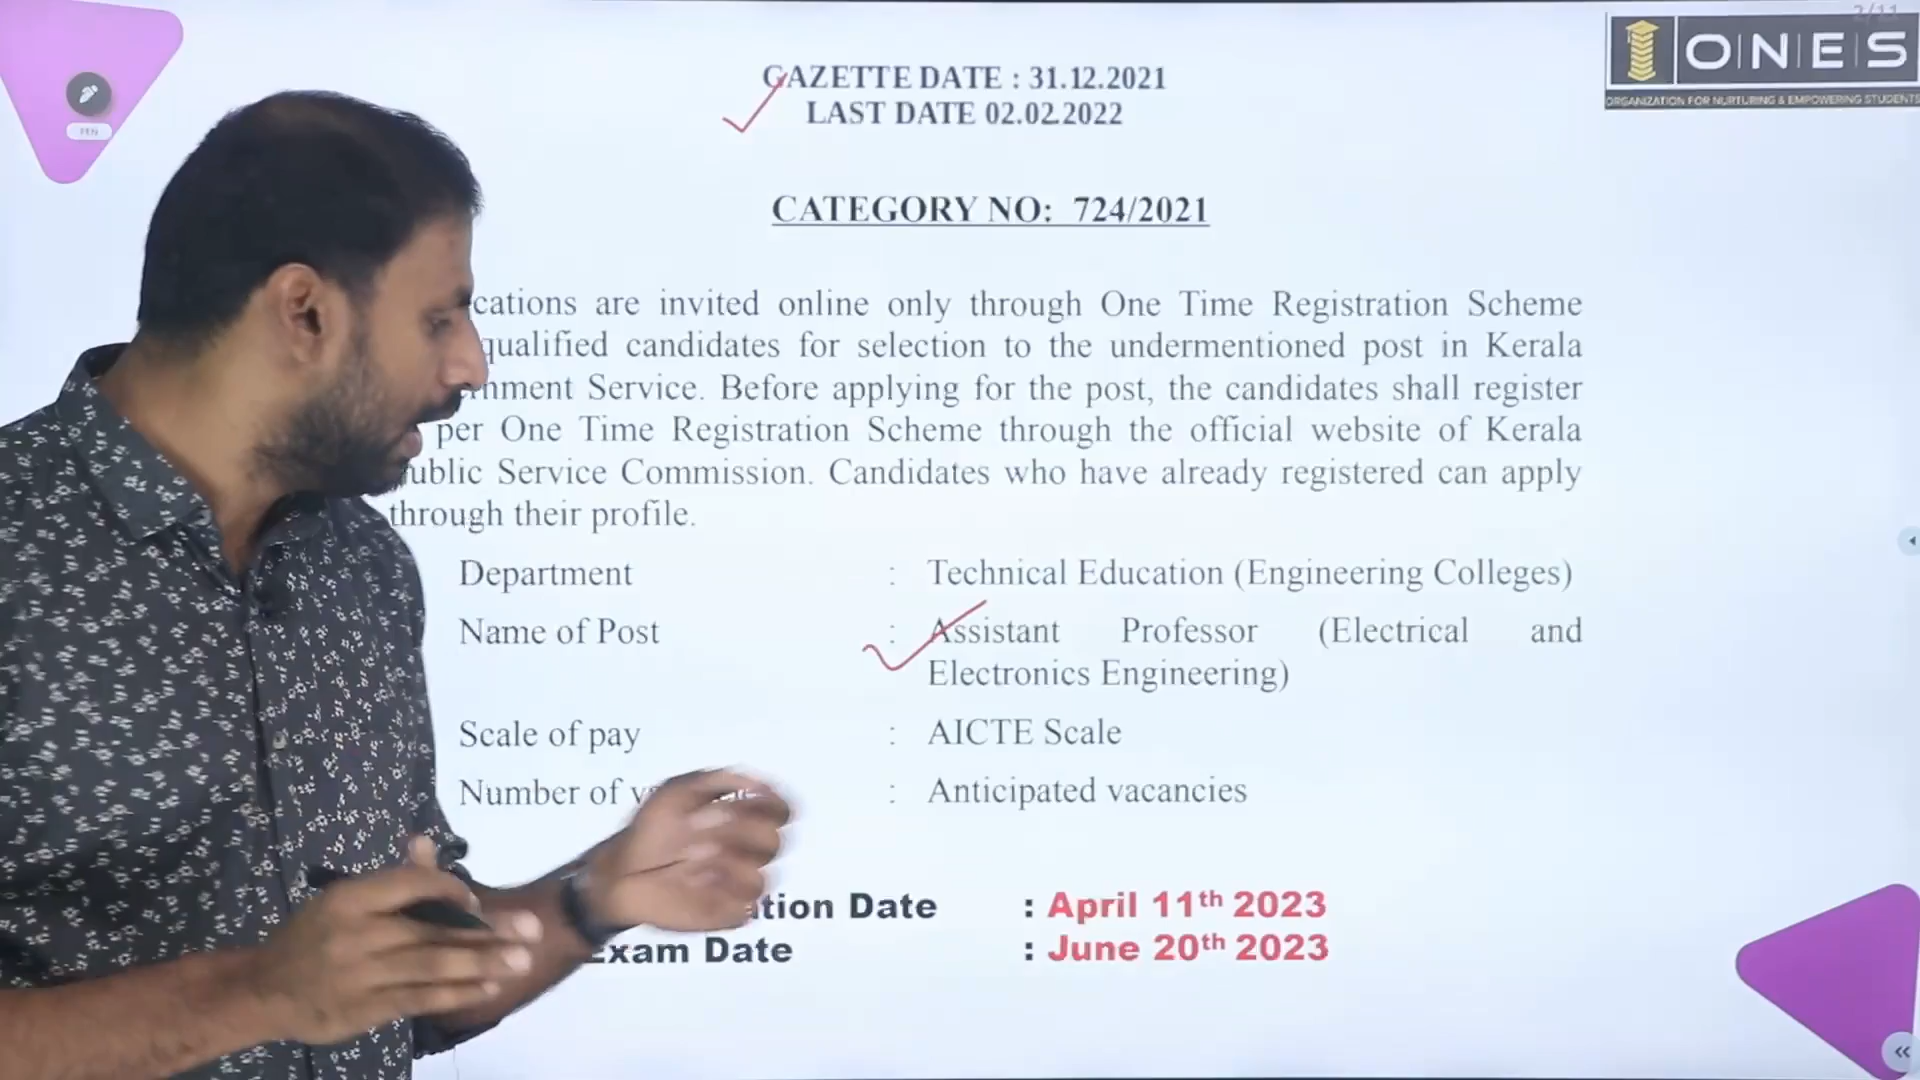 2/11
ONES
ORGANIZATION FOR NURTURING & EMPOWERING STUDENTS
PEN
GAZETTE DATE : 31.12.2021
LAST DATE 02.02.2022
CATEGORY NO: 724/2021
cations are invited online only through One Time Registration Scheme
qualified candidates for selection to the undermentioned post in Kerala
nment Service. Before applying for the post, the candidates shall register
per One Time Registration Scheme through the official website of Kerala
ublic Service Commission. Candidates who have already registered can apply
through their profile.
Department : Technical Education (Engineering Colleges)
Name of Post : Assistant Professor (Electrical and
Electronics Engineering)
Scale of pay : AICTE Scale
Number of : Anticipated vacancies
tion Date : April 11th 2023
Exam Date : June 20th 2023